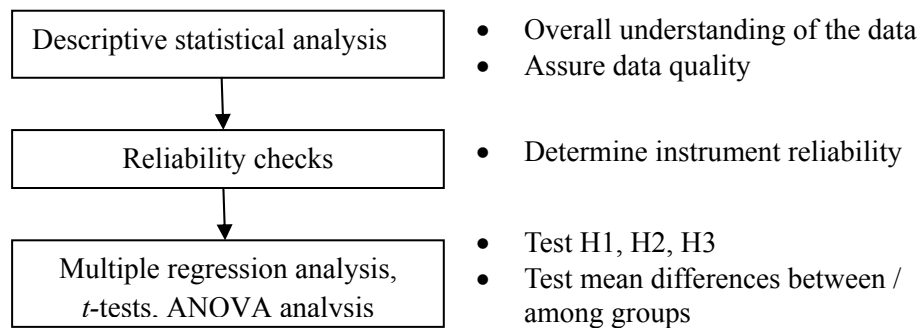 Descriptive statistical analysis
• Overall understanding of the data
• Assure data quality
Reliability checks
• Determine instrument reliability
Multiple regression analysis,
t-tests, ANOVA analysis
• Test H1, H2, H3
• Test mean differences between /
among groups